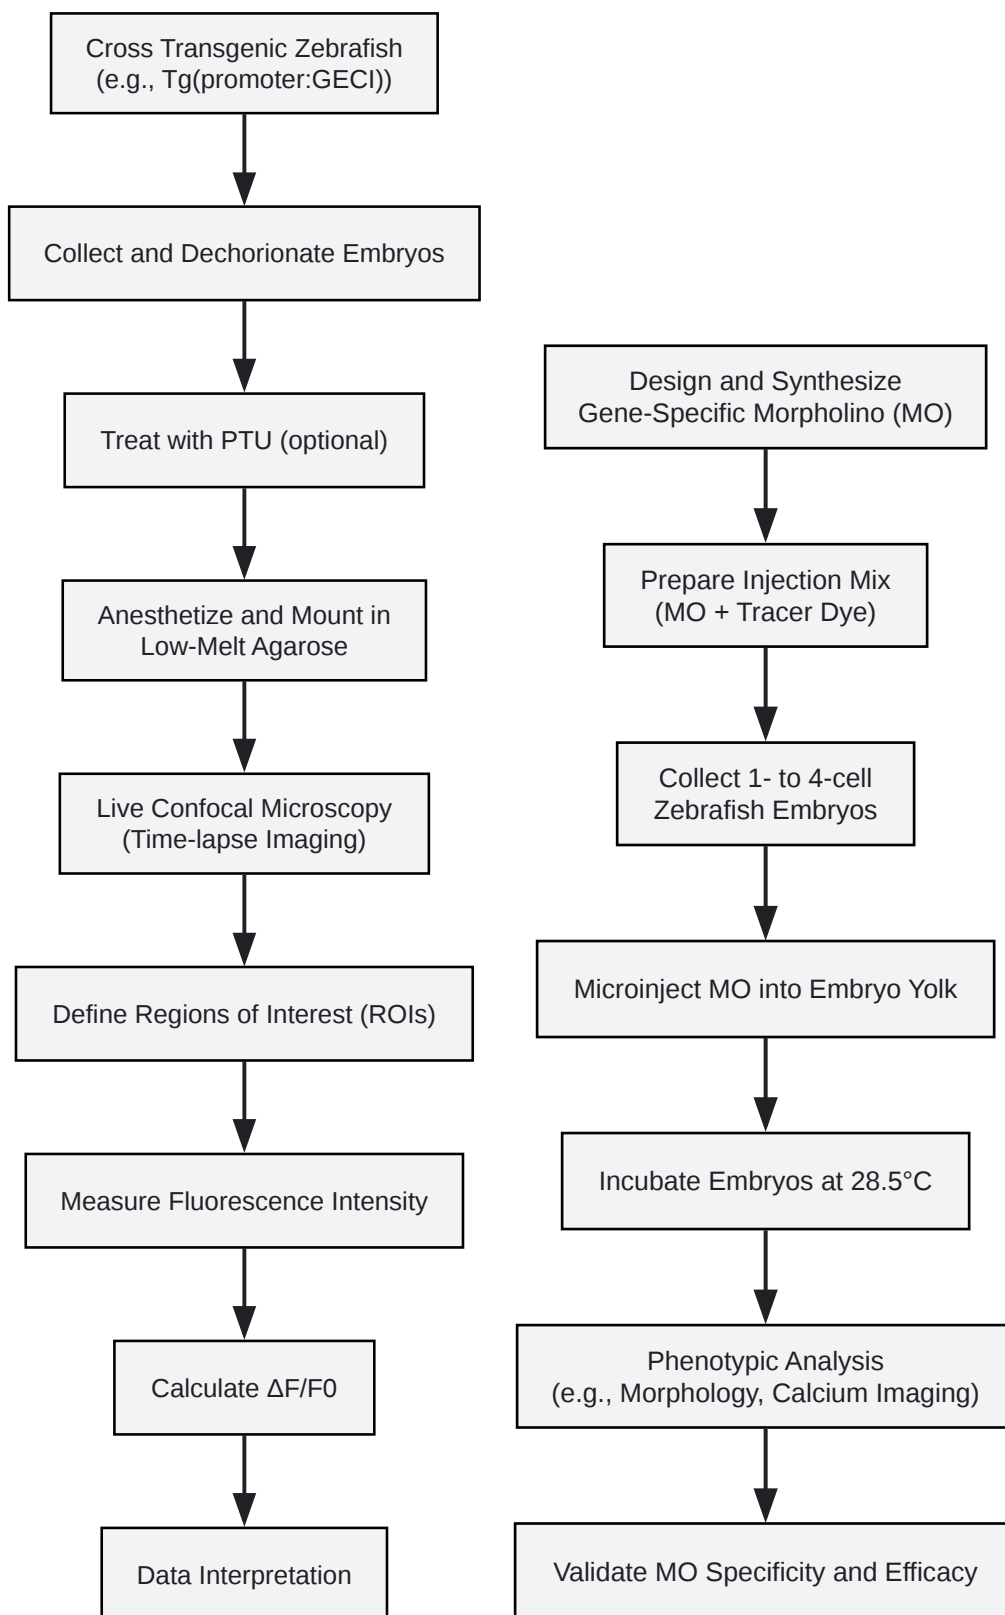 Cross Transgenic Zebrafish
(e.g., Tg(promoter:GECI))
Collect and Dechorionate Embryos
Treat with PTU (optional)
Anesthetize and Mount in
Low-Melt Agarose
Live Confocal Microscopy
(Time-lapse Imaging)
Define Regions of Interest (ROIs)
Measure Fluorescence Intensity
Calculate ΔF/F0
Data Interpretation
Design and Synthesize
Gene-Specific Morpholino (MO)
Prepare Injection Mix
(MO + Tracer Dye)
Collect 1- to 4-cell
Zebrafish Embryos
Microinject MO into Embryo Yolk
Incubate Embryos at 28.5°C
Phenotypic Analysis
(e.g., Morphology, Calcium Imaging)
Validate MO Specificity and Efficacy